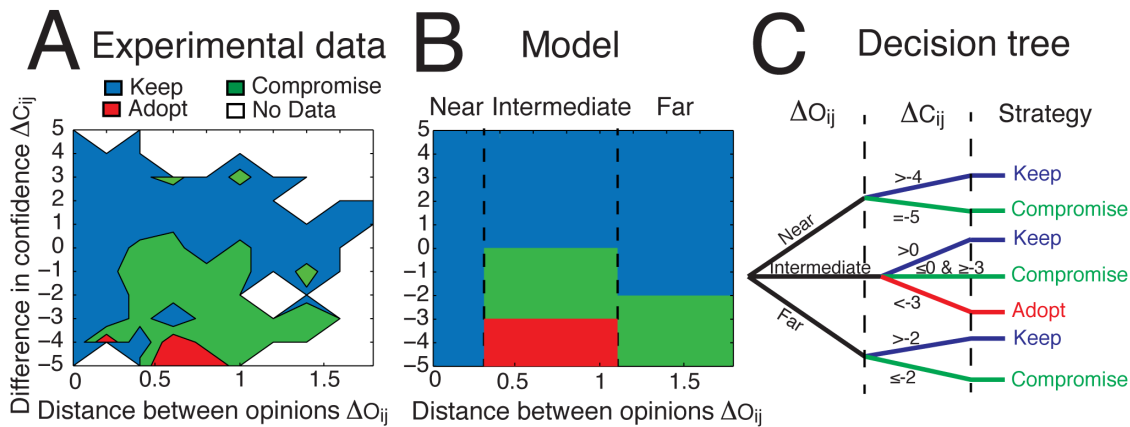 A Experimental data
Keep
Compromise
Adopt
No Data
Difference in confidence ΔCij
5
4
3
2
1
0
−1
−2
−3
−4
−5
0
0.5
1
1.5
Distance between opinions ΔOij
B Model
Near
Intermediate
Far
5
4
3
2
1
0
−1
−2
−3
−4
−5
0
0.5
1
1.5
Distance between opinions ΔOij
C Decision tree
ΔOij
ΔCij
Strategy
Near
>-4
Keep
=-5
Compromise
Intermediate
>0
Keep
≤0 & ≥-3
Compromise
<-3
Adopt
Far
>-2
Keep
≤-2
Compromise